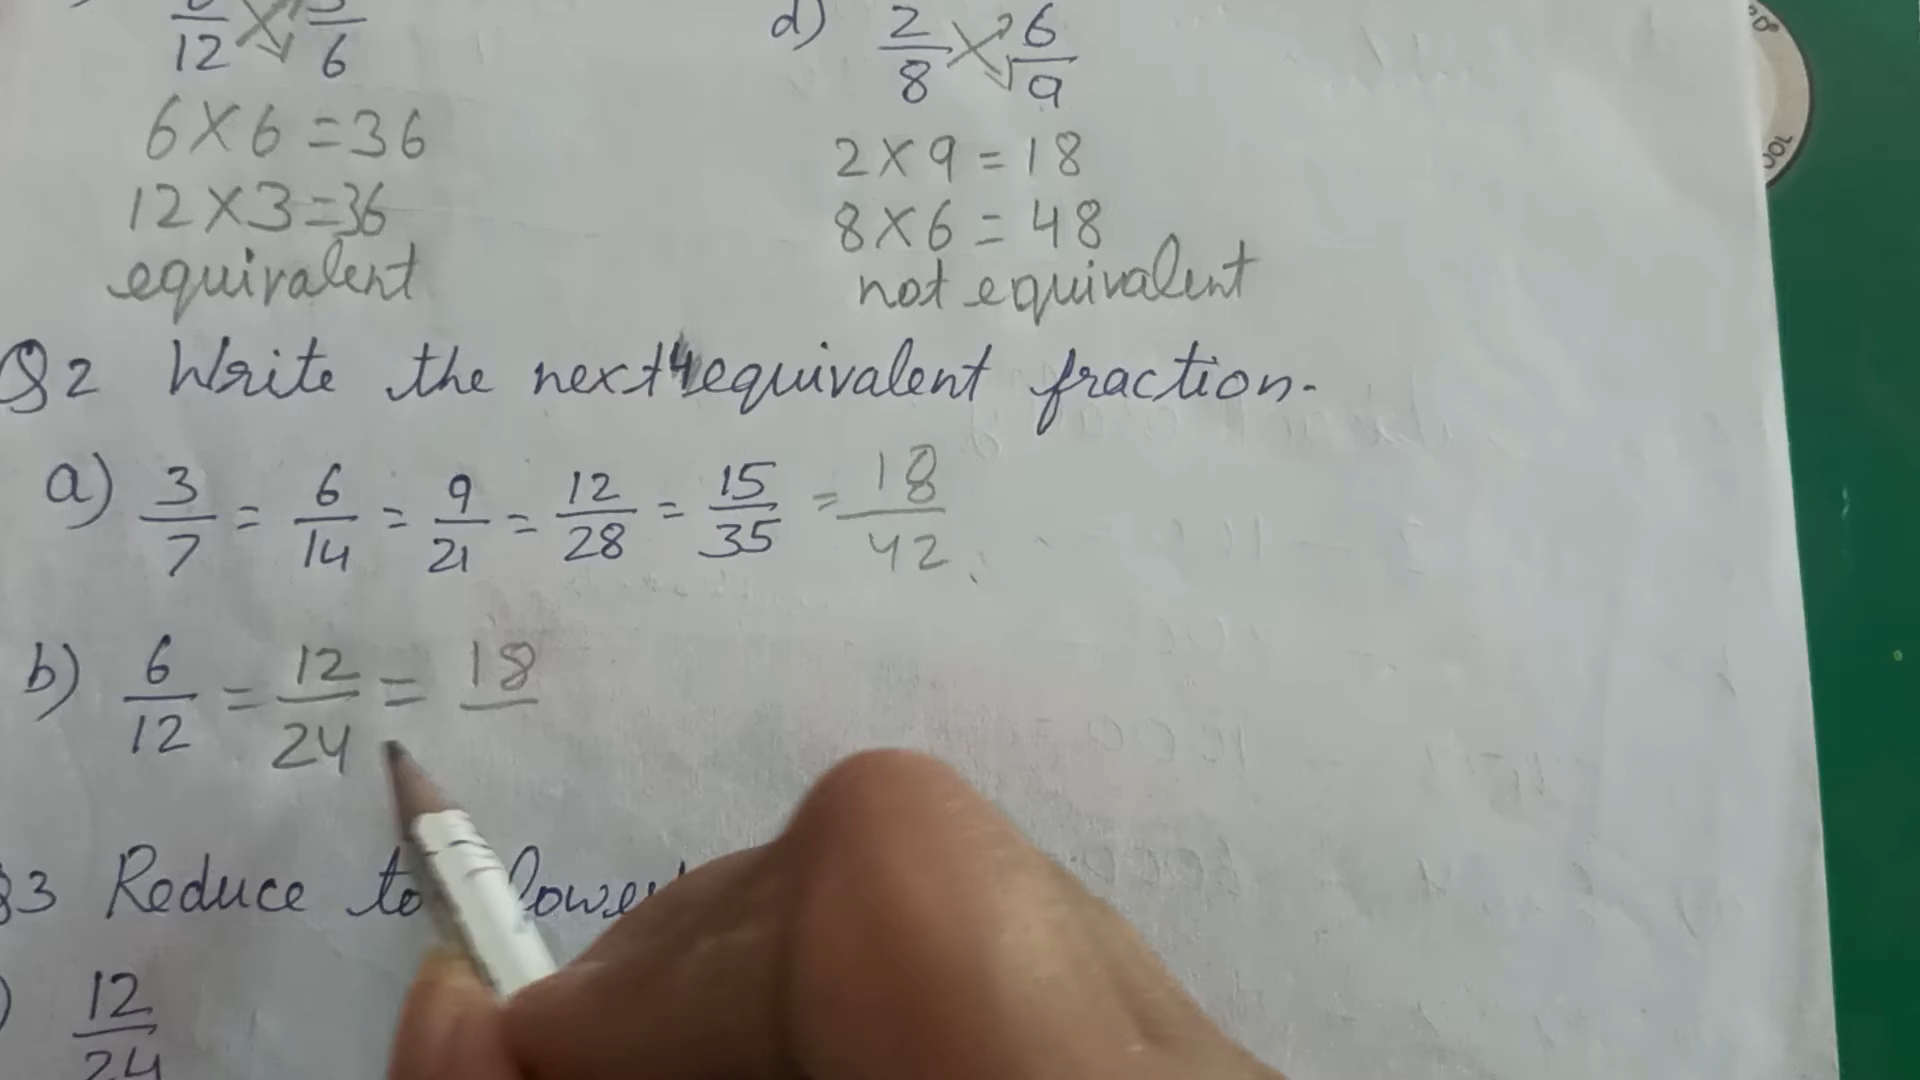 12 6
6 X 6 = 36
12 X 3 = 36
equivalent
d) 2/8 X 6/9
2 X 9 = 18
8 X 6 = 48
not equivalent
Q2 Write the next 4 equivalent fraction.
a) 3/7 = 6/14 = 9/21 = 12/28 = 15/35 = 18/42
b) 6/12 = 12/24 = 18
Q3 Reduce to
12/24